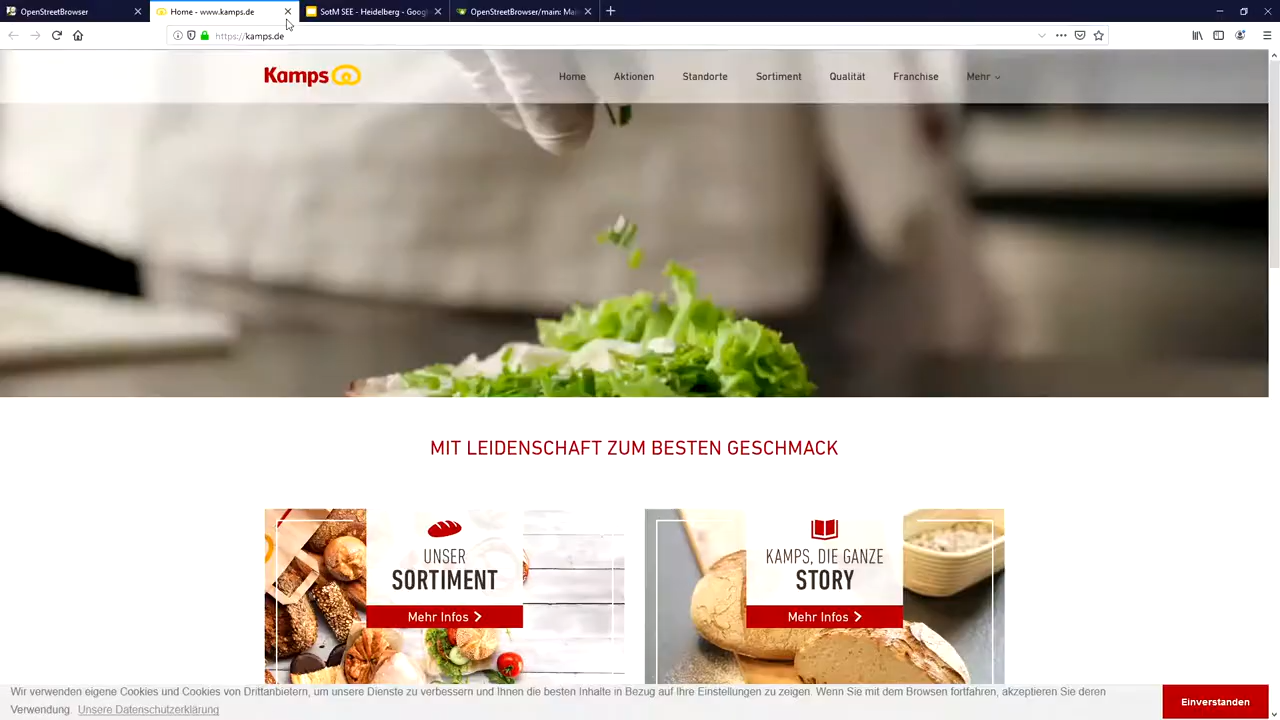 OpenStreetBrowser
Home - www.kamps.de
SotM SEE - Heidelberg - Goog
OpenStreetBrowser/main: Mai
https://kamps.de
Kamps
Home
Aktionen
Standorte
Sortiment
Qualität
Franchise
Mehr
MIT LEIDENSCHAFT ZUM BESTEN GESCHMACK
UNSER
SORTIMENT
Mehr Infos
KAMPS, DIE GANZE
STORY
Mehr Infos
Wir verwenden eigene Cookies und Cookies von Drittanbietern, um unsere Dienste zu verbessern und Ihnen die besten Inhalte in Bezug auf Ihre Einstellungen zu zeigen. Wenn Sie mit dem Browser fortfahren, akzeptieren Sie deren
Verwendung. Unsere Datenschutzerklärung
Einverstanden